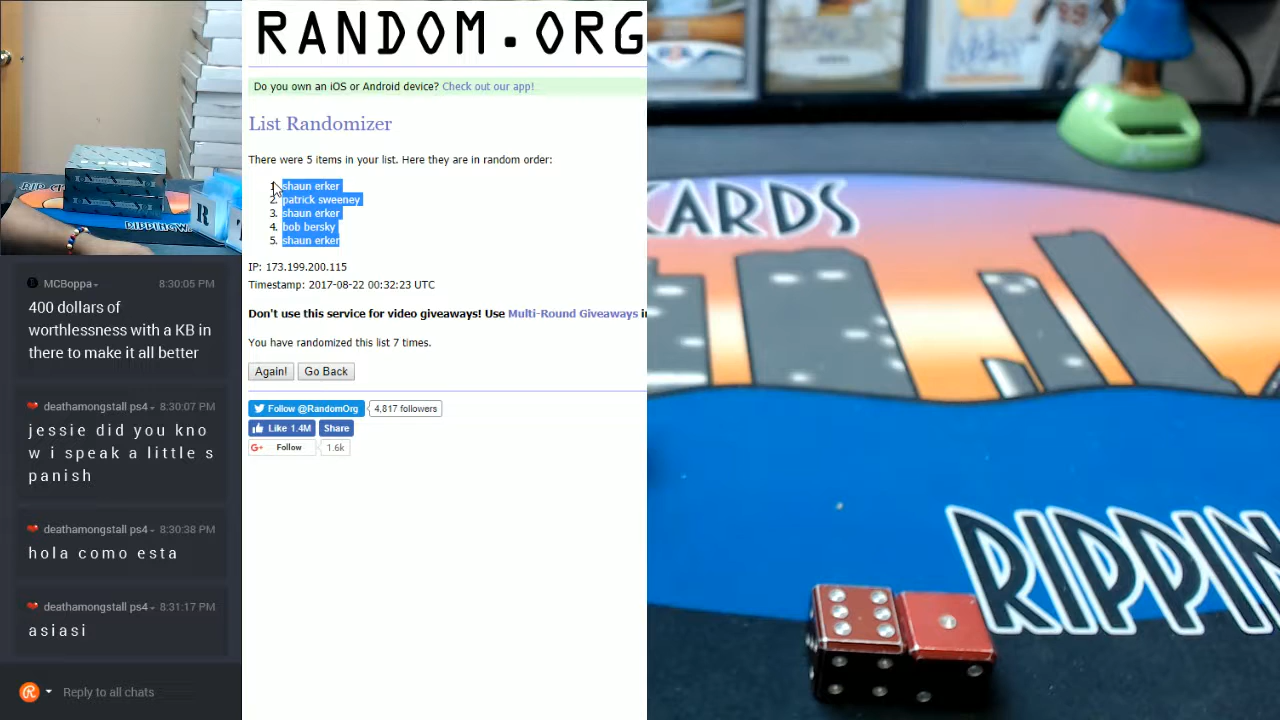 RANDOM.ORG
Do you own an iOS or Android device? Check out our app!
List Randomizer
There were 5 items in your list. Here they are in random order:
1. shaun erker
2. patrick sweeney
3. shaun erker
4. bob bersky
5. shaun erker
IP: 173.199.200.115
Timestamp: 2017-08-22 00:32:23 UTC
Don't use this service for video giveaways! Use Multi-Round Giveaways i
You have randomized this list 7 times.
Again! Go Back
Follow @RandomOrg 4,817 followers
Like 1.4M Share
Follow 1.6k
MCBoppa 8:30:05 PM
400 dollars of
worthlessness with a KB in
there to make it all better
deathamongstall ps4 8:30:07 PM
jessie did you kno
w i speak a little s
panish
deathamongstall ps4 8:30:38 PM
hola como esta
deathamongstall ps4 8:31:17 PM
asiasi
Reply to all chats
RIP
CARDS
RIPPINGW
R
T
CARDS
RIPPIN